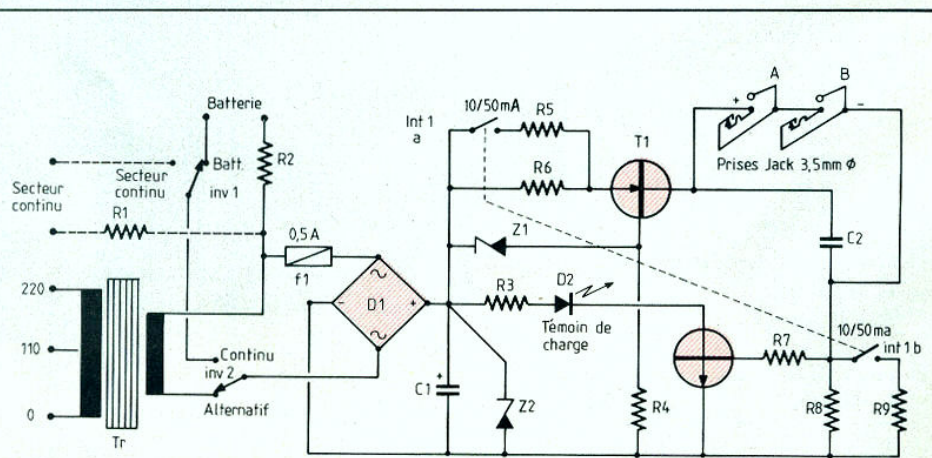 Batterie
10/50mA
R5
A
B
Int 1
a
T1
+
-
Secteur
continu
Secteur
continu
Batt.
inv 1
R2
R6
Prises Jack 3,5mm Φ
R1
0,5 A
f1
Z1
C2
220
~
D1
-
+
~
R3
D2
Témoin de
charge
110
Continu
inv 2
Alternatif
R7
10/50ma
int 1 b
0
+
C1
Z2
R4
R8
R9
Tr